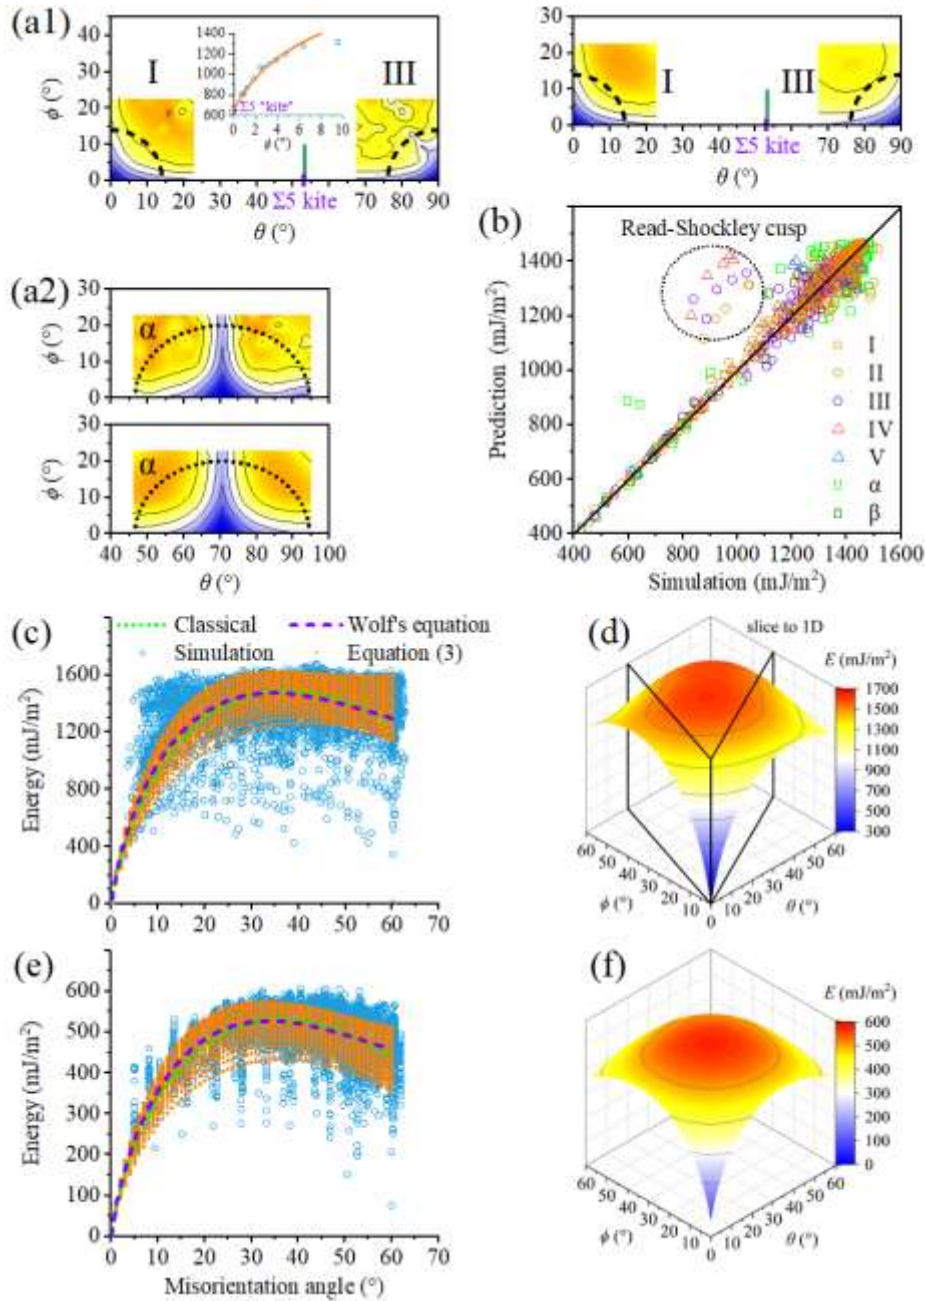 (a1)
I
III
Σ5 "kite"
Σ5 kite
ϕ (°)
θ (°)
40
30
20
10
0
0 10 20 30 40 50 60 70 80 90
1400
1200
1000
800
600
0 2 4 6 8 10
ϕ (°)
30
20
10
0
ϕ (°)
I
III
Σ5 kite
0 10 20 30 40 50 60 70 80 90
θ (°)
(a2)
α
30
20
10
0
ϕ (°)
α
30
20
10
0
ϕ (°)
40 50 60 70 80 90 100
θ (°)
(b)
Read-Shockley cusp
Prediction (mJ/m²)
1400
1200
1000
800
600
400
I
II
III
IV
V
α
β
400 600 800 1000 1200 1400 1600
Simulation (mJ/m²)
(c)
Classical
Wolf's equation
Simulation
Equation (3)
Energy (mJ/m²)
1600
1200
800
400
0
0 10 20 30 40 50 60 70
(d)
slice to 1D
E (mJ/m²)
1700
1500
1300
1100
900
700
500
300
60 50 40 30 20 10 0 10 20 30 40 50 60
ϕ (°)
θ (°)
(e)
Energy (mJ/m²)
600
500
400
300
200
100
0
0 10 20 30 40 50 60 70
Misorientation angle (°)
(f)
E (mJ/m²)
600
500
400
300
200
100
0
60 50 40 30 20 10 0 10 20 30 40 50 60
ϕ (°)
θ (°)